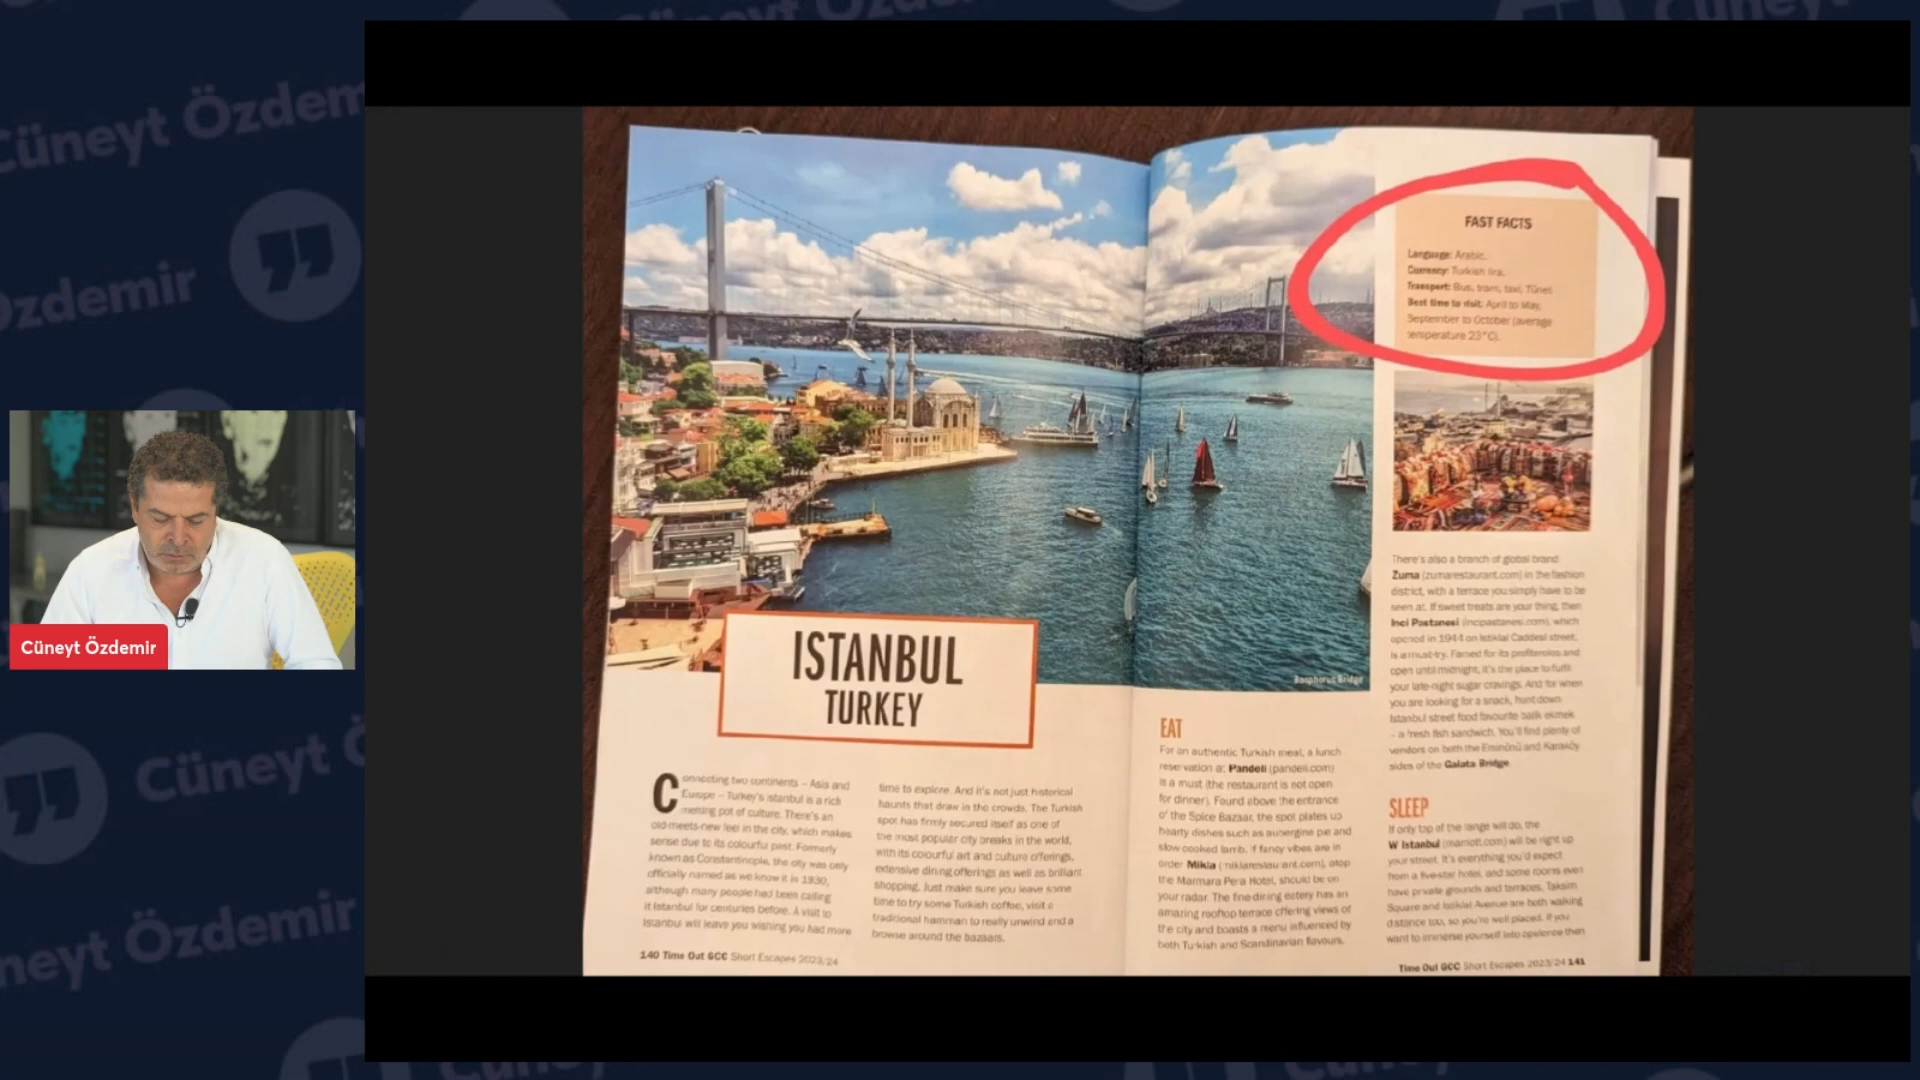 Cüneyt Özdemir
Cüneyt Özdemir
Cüneyt Özdem
Özdemir
Cüneyt Ö
neyt Özdemir
Cüneyt Özdemir
ISTANBUL
TURKEY
Connecting two continents – Asia and
Europe – Turkey's Istanbul is a rich
melting pot of culture. There's an
old-meets-new feel in the city, which makes
sense due to its colourful past. Formerly
known as Constantinople, the city was only
officially named as we know it in 1930,
although many people had been calling
it Istanbul for centuries before. A visit to
Istanbul will leave you wishing you had more
time to explore. And it's not just historical
haunts that draw in the crowds. The Turkish
spot has firmly secured itself as one of
the most popular city breaks in the world,
with its colourful art and culture offerings,
extensive dining offerings as well as brilliant
shopping. Just make sure you leave some
time to try some Turkish coffee, visit a
traditional hammam to really unwind and a
browse around the bazaars.
140 Time Out GCC Short Escapes 2023/24
Bosphorus Bridge
EAT
For an authentic Turkish meal, a lunch
reservation at Pandeli (pandeli.com)
is a must (the restaurant is not open
for dinner). Found above the entrance
of the Spice Bazaar, the spot plates up
hearty dishes such as aubergine pie and
slow cooked lamb. If fancy vibes are in
order Mikla (miklarestaurant.com), atop
the Marmara Pera Hotel, should be on
your radar. The fine dining eatery has an
amazing rooftop terrace offering views of
the city and boasts a menu influenced by
both Turkish and Scandinavian flavours.
FAST FACTS
Language: Arabic.
Currency: Turkish lira.
Transport: Bus, tram, taxi, Tünel.
Best time to visit: April to May,
September to October (average
temperature 23°C).
Istanbul
There's also a branch of global brand
Zuma (zumarestaurant.com) in the fashion
district, with a terrace you simply have to be
seen at. If sweet treats are your thing, then
Inci Pastanesi (incipastanesi.com), which
opened in 1944 on Istiklal Caddesi street,
is a must-try. Famed for its profiteroles and
open until midnight, it's the place to fulfil
your late-night sugar cravings. And for when
you are looking for a snack, hunt down
Istanbul street food favourite balik ekmek
– a fresh fish sandwich. You'll find plenty of
vendors on both the Eminönü and Karaköy
sides of the Galata Bridge.
SLEEP
If only top of the range will do, the
W Istanbul (marriott.com) will be right up
your street. It's everything you'd expect
from a five-star hotel, and some rooms even
have private grounds and terraces. Taksim
Square and Istiklal Avenue are both walking
distance too, so you're well placed. If you
want to immerse yourself into opulence then
Time Out GCC Short Escapes 2023/24 141